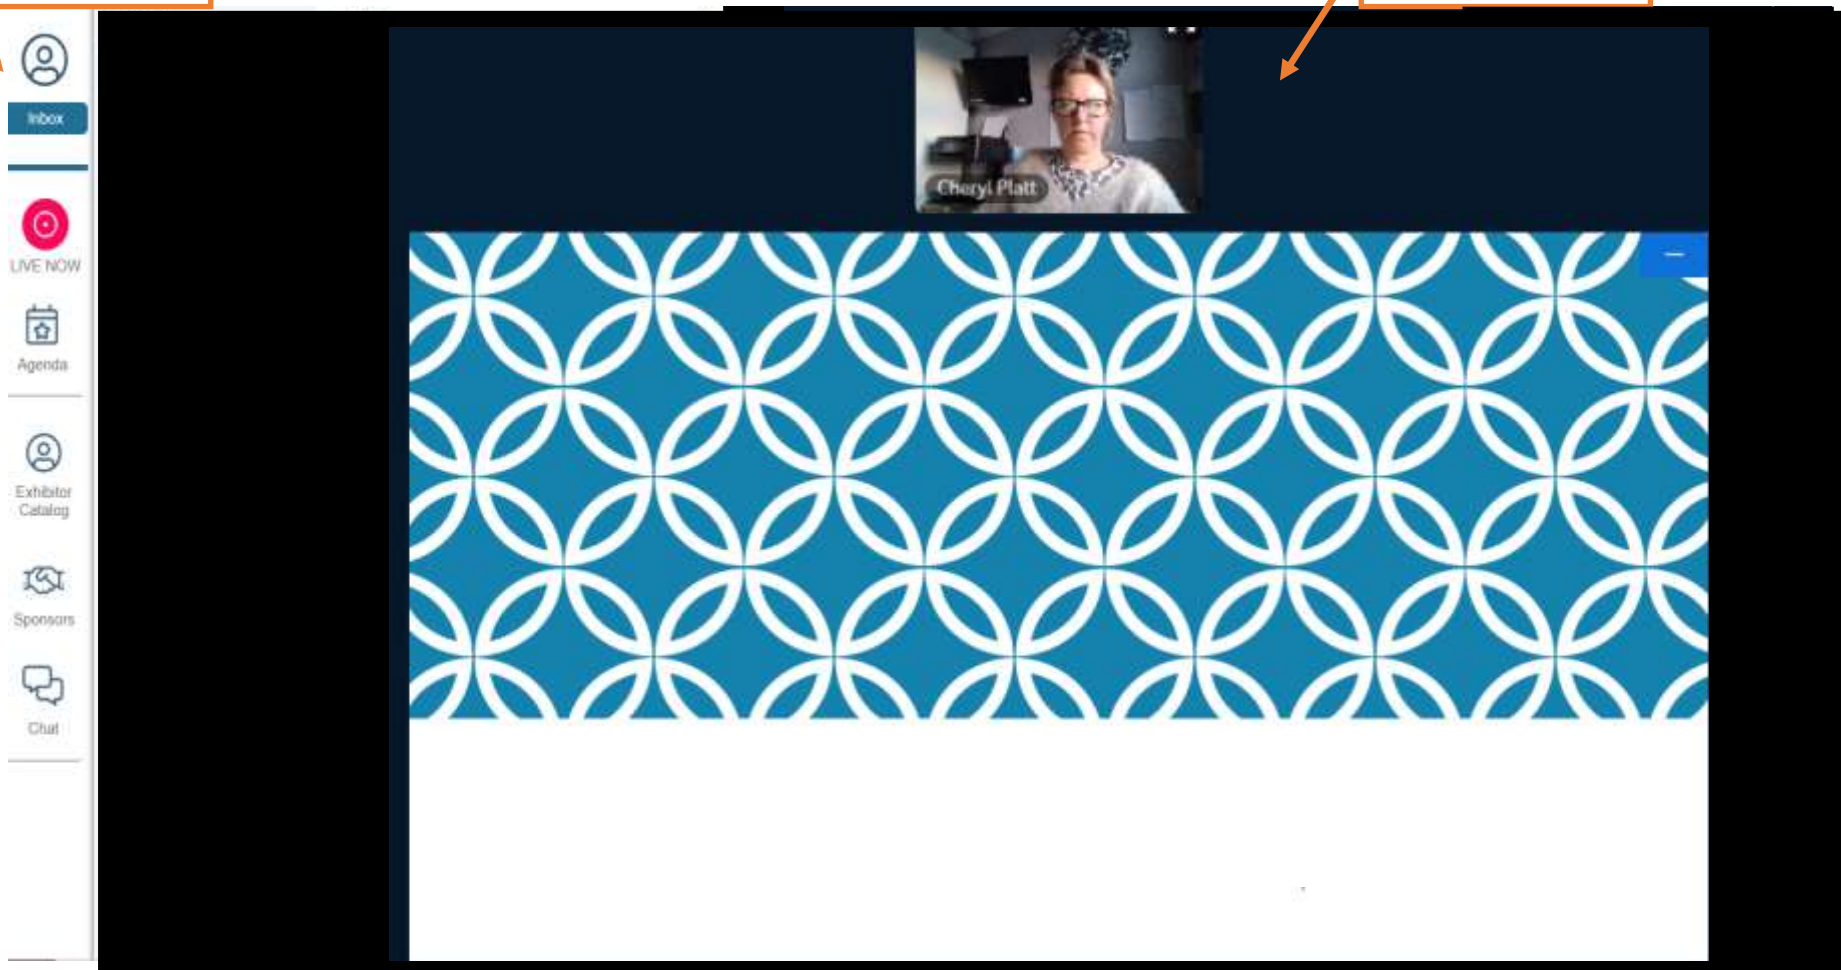 Inbox
LIVE NOW
Agenda
Exhibitor
Catalog
Sponsors
Chat
Cheryl Platt